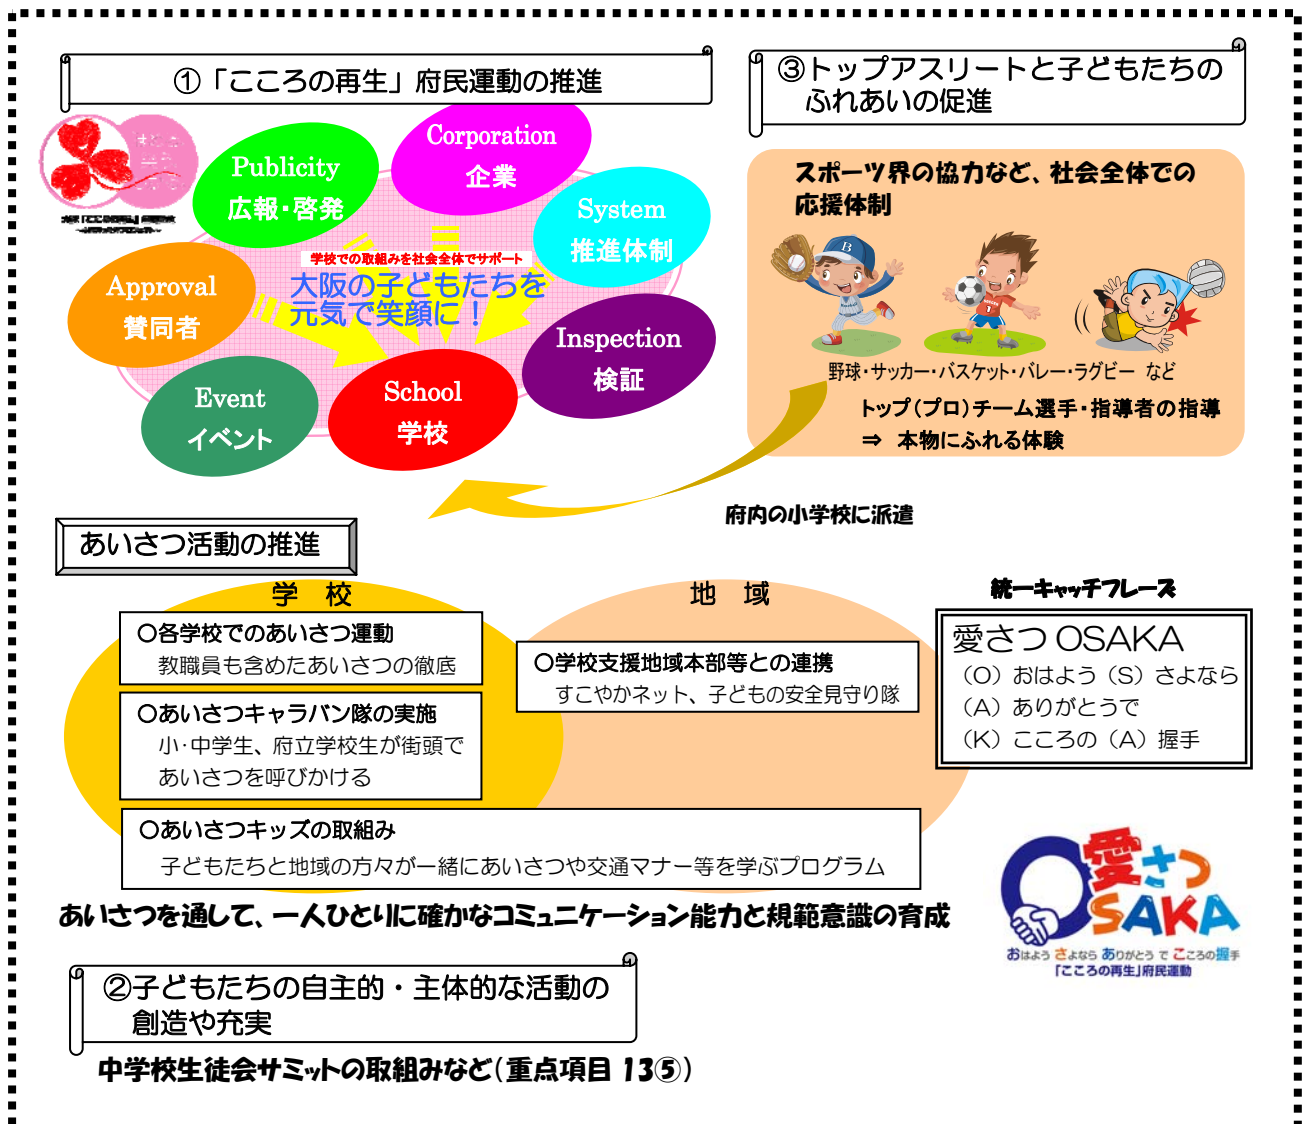 ①「こころの再生」府民運動の推進
Publicity
広報・啓発
Corporation
企業
System
推進体制
Approval
賛同者
学校での取組みを社会全体でサポート
大阪の子どもたちを
元気で笑顔に！
Inspection
検証
Event
イベント
School
学校
③トップアスリートと子どもたちの
ふれあいの促進
スポーツ界の協力など、社会全体での
応援体制
B
野球・サッカー・バスケット・バレー・ラグビー など
トップ（プロ）チーム選手・指導者の指導
⇒ 本物にふれる体験
府内の小学校に派遣
あいさつ活動の推進
学 校
〇各学校でのあいさつ運動
教職員も含めたあいさつの徹底
〇あいさつキャラバン隊の実施
小・中学生、府立学校生が街頭で
あいさつを呼びかける
地 域
〇学校支援地域本部等との連携
すこやかネット、子どもの安全見守り隊
〇あいさつキッズの取組み
子どもたちと地域の方々が一緒にあいさつや交通マナー等を学ぶプログラム
統一キャッチフレーズ
愛さつ OSAKA
（O）おはよう（S）さよなら
（A）ありがとうで
（K）こころの（A）握手
あいさつを通して、一人ひとりに確かなコミュニケーション能力と規範意識の育成
愛さつ
OSAKA
おはよう さよなら ありがとう で こころの握手
「こころの再生」府民運動
②子どもたちの自主的・主体的な活動の
創造や充実
中学校生徒会サミットの取組みなど（重点項目 13⑤）